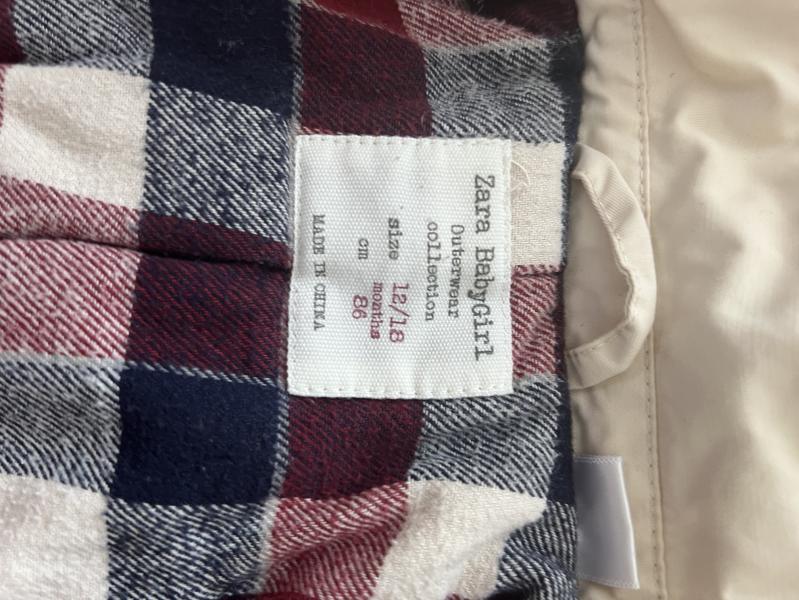 Zara BabyGirl
Outerwear
collection
size 12/18
months
cm 86
MADE IN CHINA